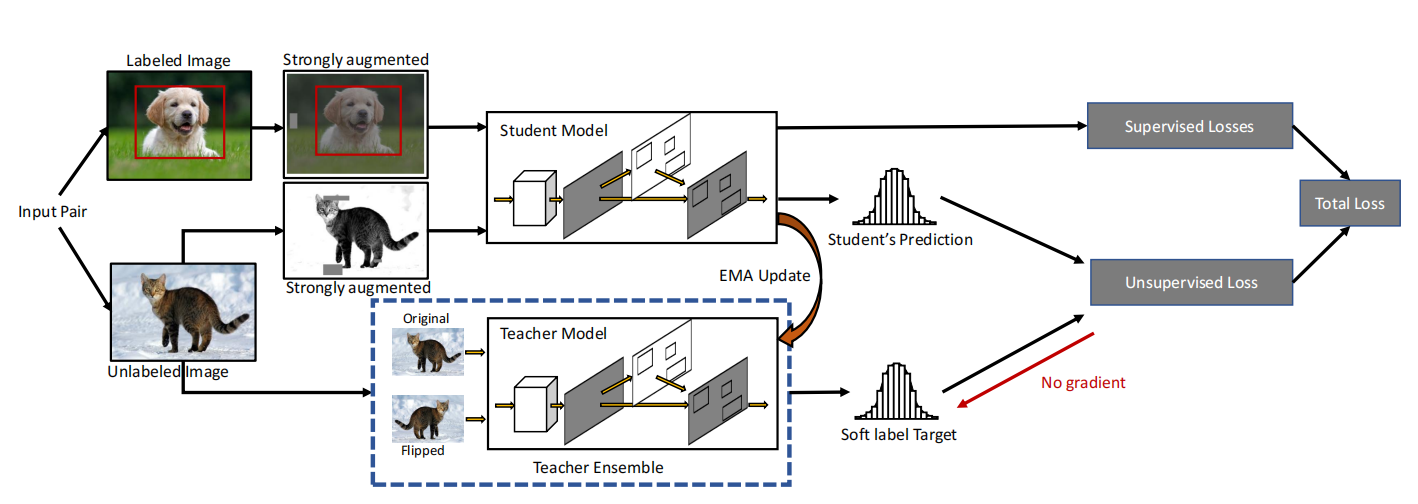 Labeled Image
Strongly augmented
Student Model
Supervised Losses
Input Pair
Total Loss
Student's Prediction
EMA Update
Unsupervised Loss
Strongly augmented
Unlabeled Image
Original
Teacher Model
No gradient
Flipped
Soft label Target
Teacher Ensemble